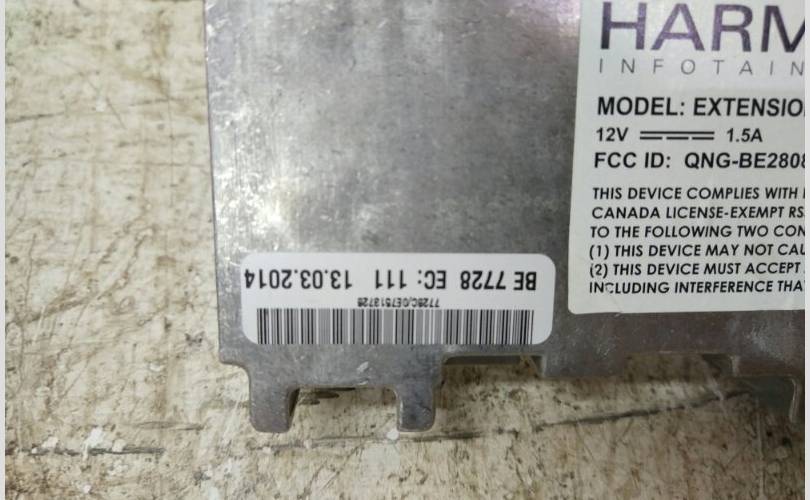 HARM
INFOTAIN
MODEL: EXTENSIO
12V 1.5A
FCC ID: QNG-BE2808
THIS DEVICE COMPLIES WITH
CANADA LICENSE-EXEMPT RS
TO THE FOLLOWING TWO CON
(1) THIS DEVICE MAY NOT CAU
(2) THIS DEVICE MUST ACCEPT
INCLUDING INTERFERENCE THA
BE 7728 EC: 111 13.03.2014